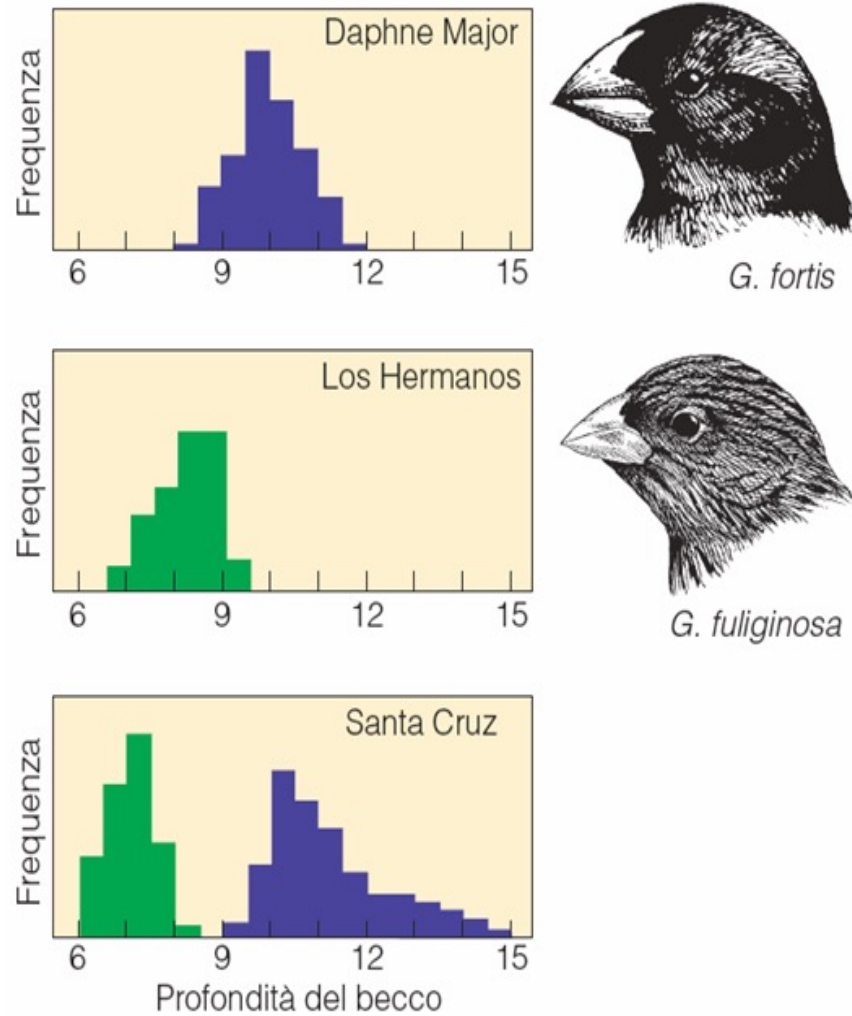 Daphne Major
Frequenza
6 9 12 15
G. fortis
Los Hermanos
Frequenza
6 9 12 15
G. fuliginosa
Santa Cruz
Frequenza
6 9 12 15
Profondità del becco